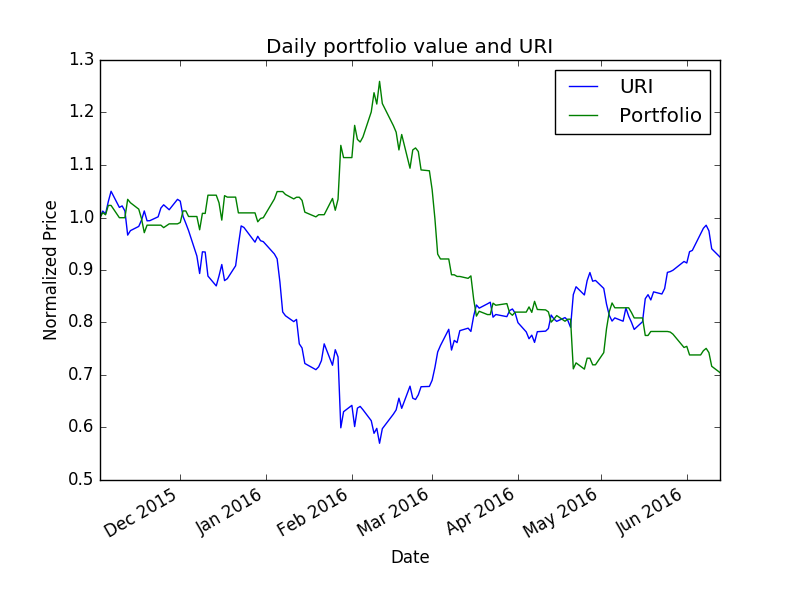 Daily portfolio value and URI
URI
Portfolio
Normalized Price
1.3
1.2
1.1
1.0
0.9
0.8
0.7
0.6
0.5
Dec 2015
Jan 2016
Feb 2016
Mar 2016
Apr 2016
May 2016
Jun 2016
Date